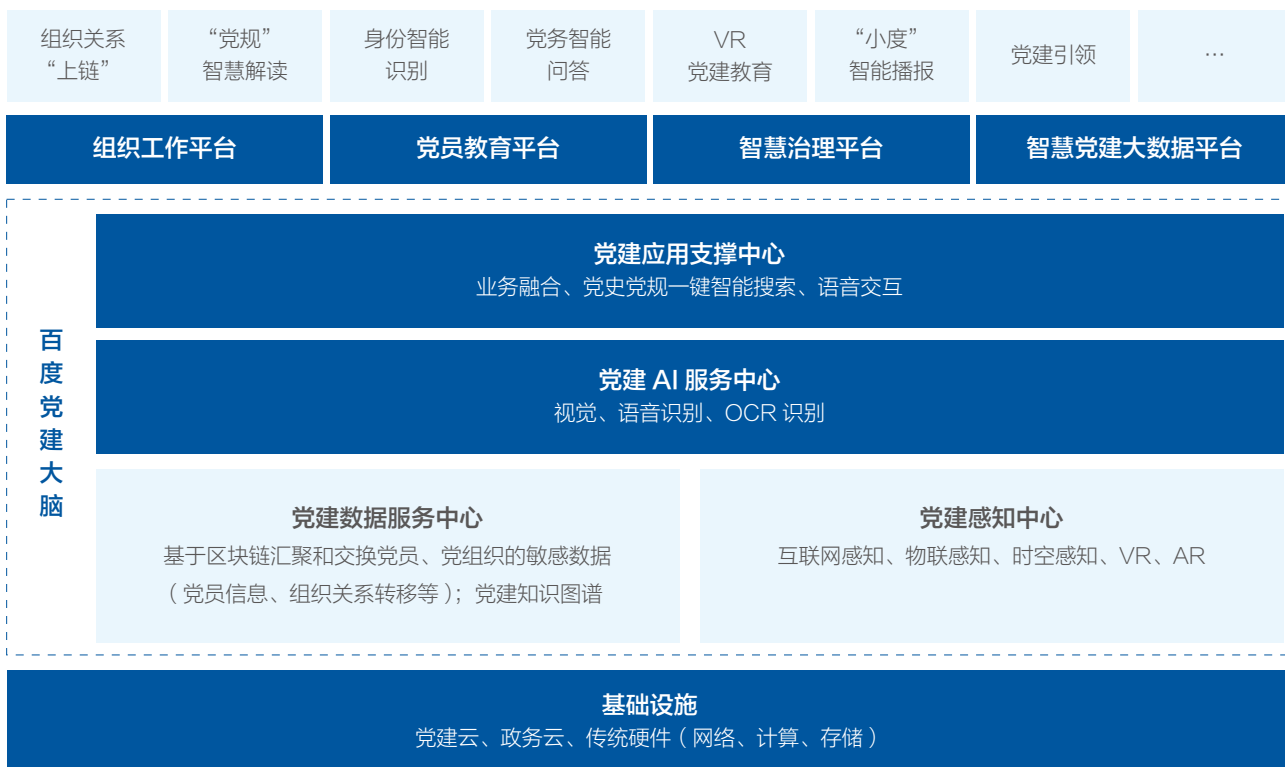 组织关系
“上链”
“党规”
智慧解读
身份智能
识别
党务智能
问答
VR
党建教育
“小度”
智能播报
党建引领
…
组织工作平台
党员教育平台
智慧治理平台
智慧党建大数据平台
百度党建大脑
党建应用支撑中心
业务融合、党史党规一键智能搜索、语音交互
党建 AI 服务中心
视觉、语音识别、OCR 识别
党建数据服务中心
基于区块链汇聚和交换党员、党组织的敏感数据
（党员信息、组织关系转移等）；党建知识图谱
党建感知中心
互联网感知、物联感知、时空感知、VR、AR
基础设施
党建云、政务云、传统硬件（网络、计算、存储）